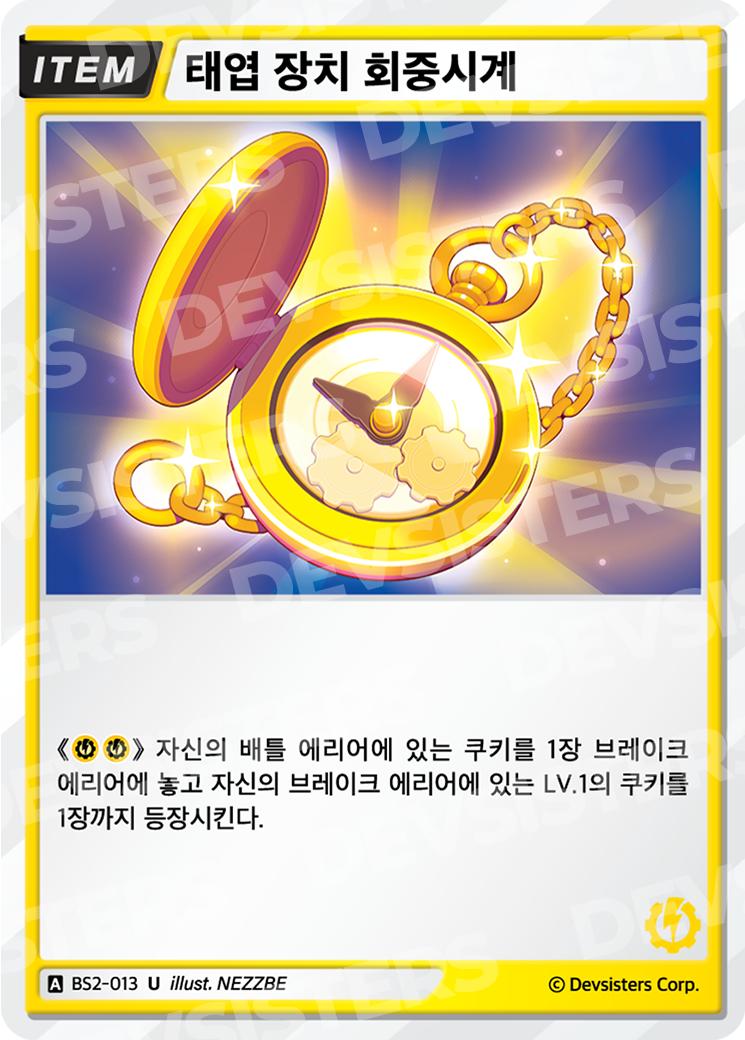 ITEM
태엽 장치 회중시계
《 》 자신의 배틀 에리어에 있는 쿠키를 1장 브레이크
에리어에 놓고 자신의 브레이크 에리어에 있는 LV.1의 쿠키를
1장까지 등장시킨다.
A BS2-013 U illust. NEZZBE
© Devsisters Corp.
DEVSISTERS